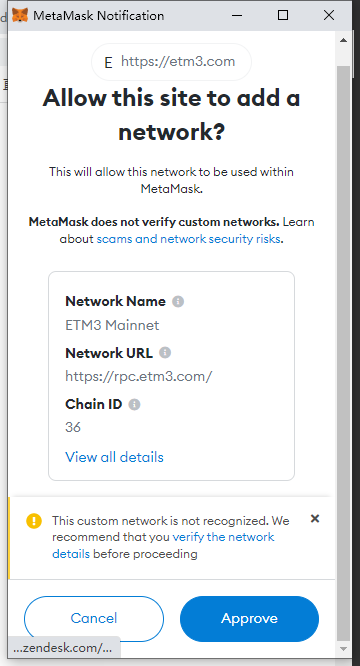 MetaMask Notification
E https://etm3.com
Allow this site to add a
network?
This will allow this network to be used within
MetaMask.
MetaMask does not verify custom networks. Learn
about scams and network security risks.
Network Name
ETM3 Mainnet
Network URL
https://rpc.etm3.com/
Chain ID
36
View all details
This custom network is not recognized. We
recommend that you verify the network
details before proceeding
Cancel
Approve
...zendesk.com/...